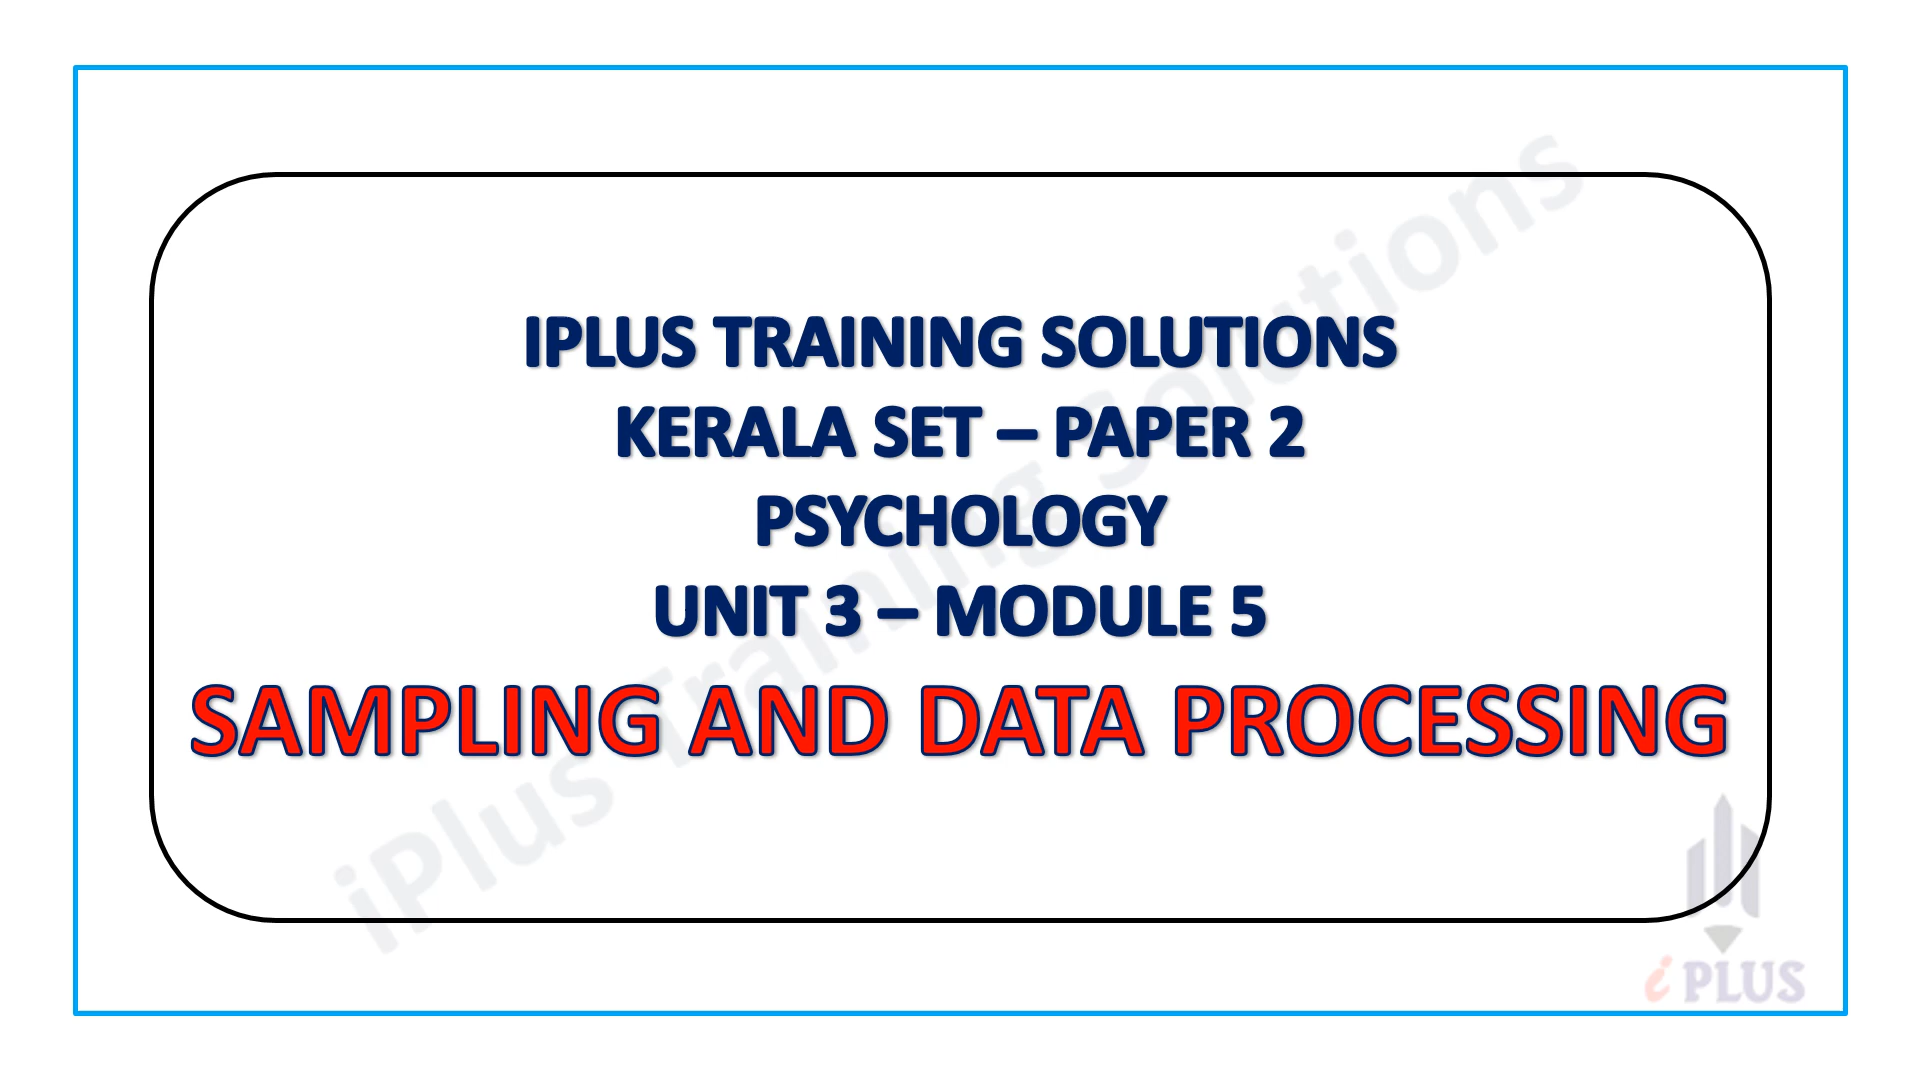 IPLUS TRAINING SOLUTIONS
KERALA SET – PAPER 2
PSYCHOLOGY
UNIT 3 – MODULE 5
SAMPLING AND DATA PROCESSING
iPlus Training Solutions
i PLUS